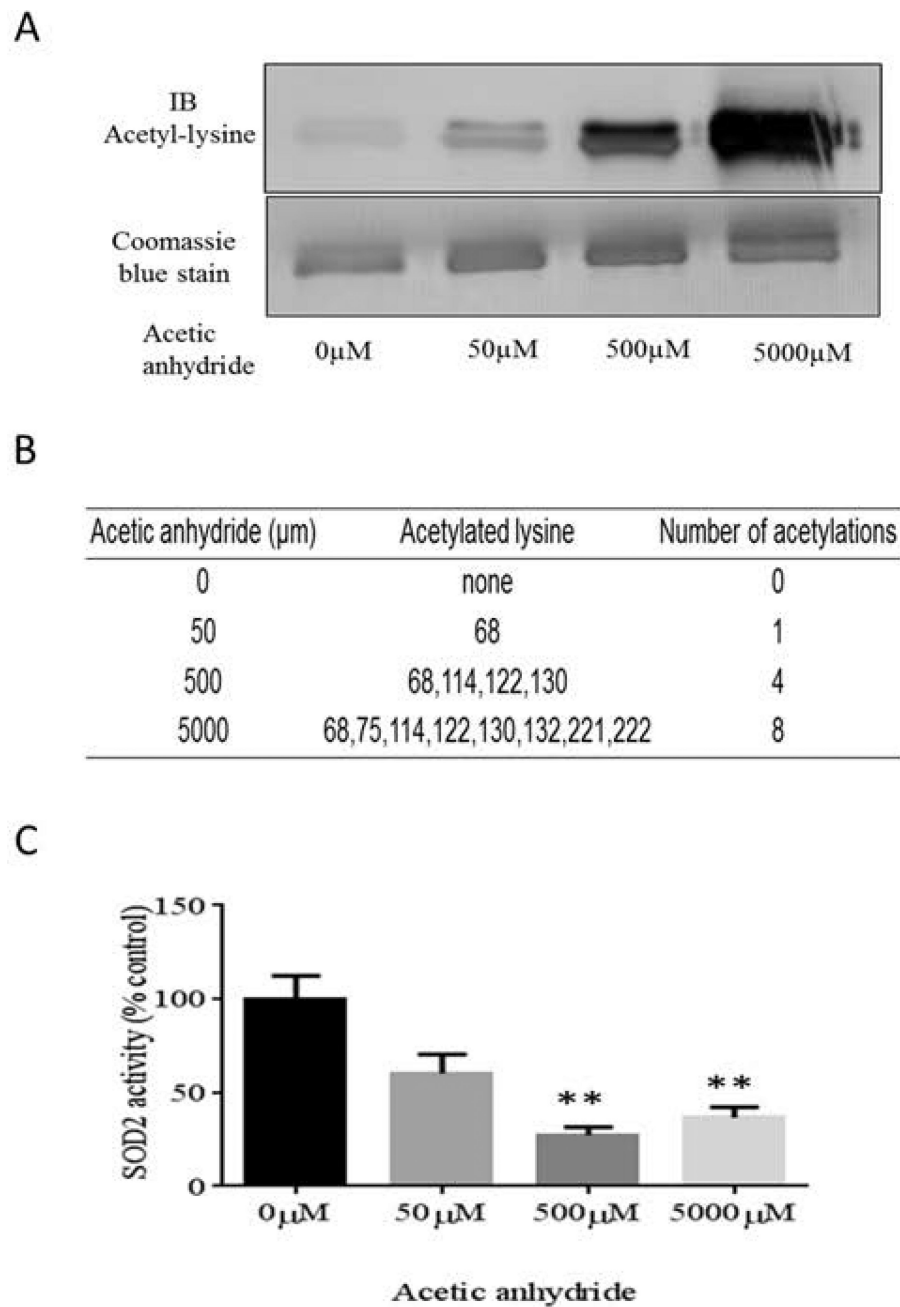 A
IB
Acetyl-lysine
Coomassie
blue stain
Acetic
anhydride
0µM 50µM 500µM 5000µM
B
Acetic anhydride (µm) Acetylated lysine Number of acetylations
0 none 0
50 68 1
500 68,114,122,130 4
5000 68,75,114,122,130,132,221,222 8
C
SOD2 activity (% control)
150
100
50
0
** **
0µM 50µM 500µM 5000µM
Acetic anhydride